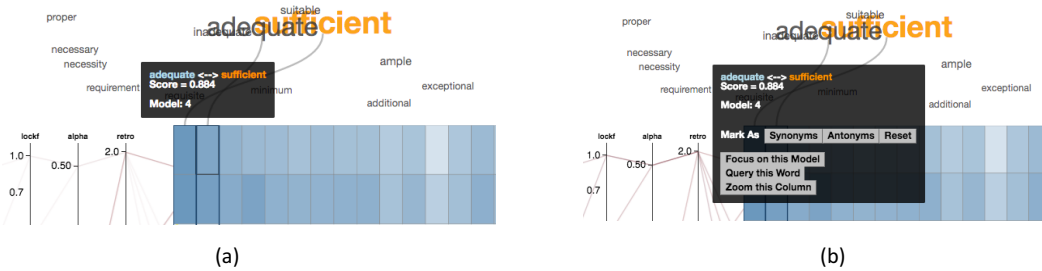 proper
suitable
sufficient
adequate
inadequate
necessary
necessity
ample
adequate <--> sufficient
Score = 0.884
Model: 4
requirement
requisite
minimum
exceptional
additional
lockf alpha retro
1.0
0.50
2.0
0.7
(a)
proper
suitable
sufficient
adequate
inadequate
necessary
necessity
ample
adequate <--> sufficient
Score = 0.884
Model: 4
requirement
requisite
minimum
exceptional
additional
Mark As Synonyms Antonyms Reset
Focus on this Model
Query this Word
Zoom this Column
lockf alpha retro
1.0
0.50
2.0
0.7
(b)